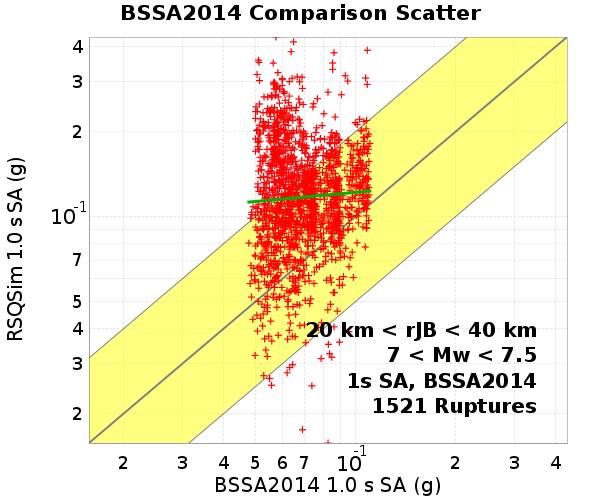 BSSA2014 Comparison Scatter
RSQSim 1.0 s SA (g)
4
3
2
10⁻¹
7
5
4
3
2
20 km < rJB < 40 km
7 < Mw < 7.5
1s SA, BSSA2014
1521 Ruptures
2 3 4 5 6 7 10⁻¹ 2 3 4
BSSA2014 1.0 s SA (g)